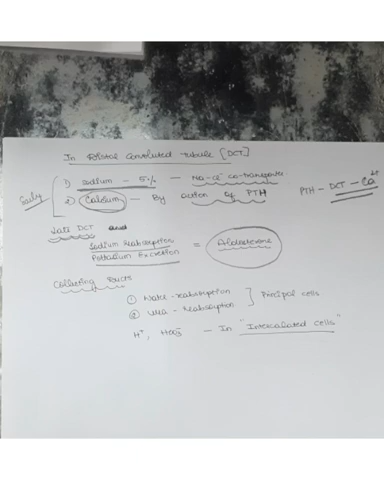 In Distal convoluted tubule [DCT]
Early
1) Sodium - 5% - Na-Cl⁻ co-transporter
2) Calcium - By action of PTH
PTH - DCT - Ca²⁺
Late DCT and
Sodium Reabsorption
Potassium Excretion
= Aldosterone
Collecting Ducts
① Water-reabsorption
② Urea - Reabsorption
] Principal cells
H⁺, HCO₃⁻ - In "Intercalated cells"